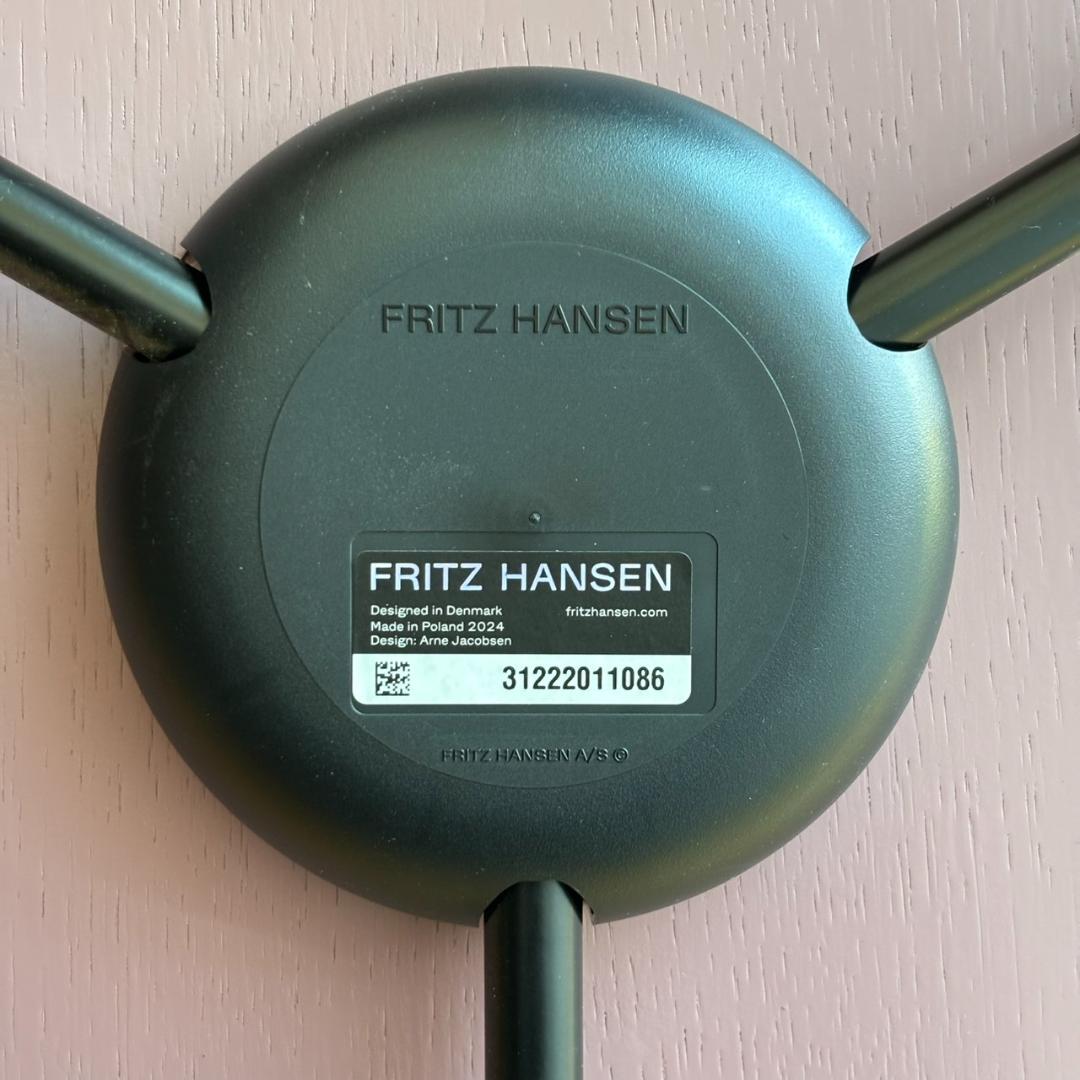 FRITZ HANSEN
FRITZ HANSEN
Designed in Denmark fritzhansen.com
Made in Poland 2024
Design: Arne Jacobsen
31222011086
FRITZ HANSEN A/S ©